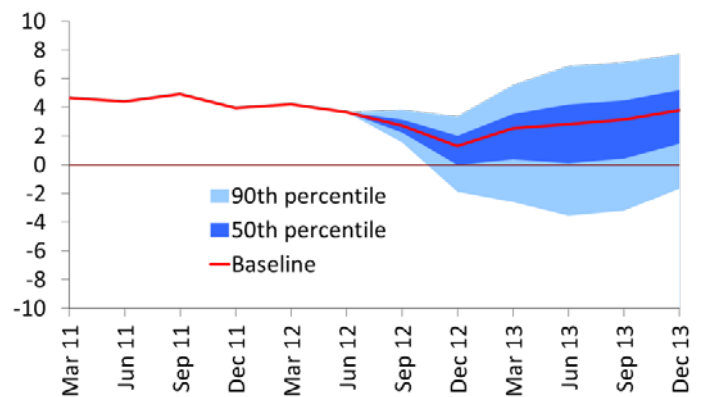 10
8
6
4
2
0
-2
-4
-6
-8
-10
90th percentile
50th percentile
Baseline
Mar 11
Jun 11
Sep 11
Dec 11
Mar 12
Jun 12
Sep 12
Dec 12
Mar 13
Jun 13
Sep 13
Dec 13